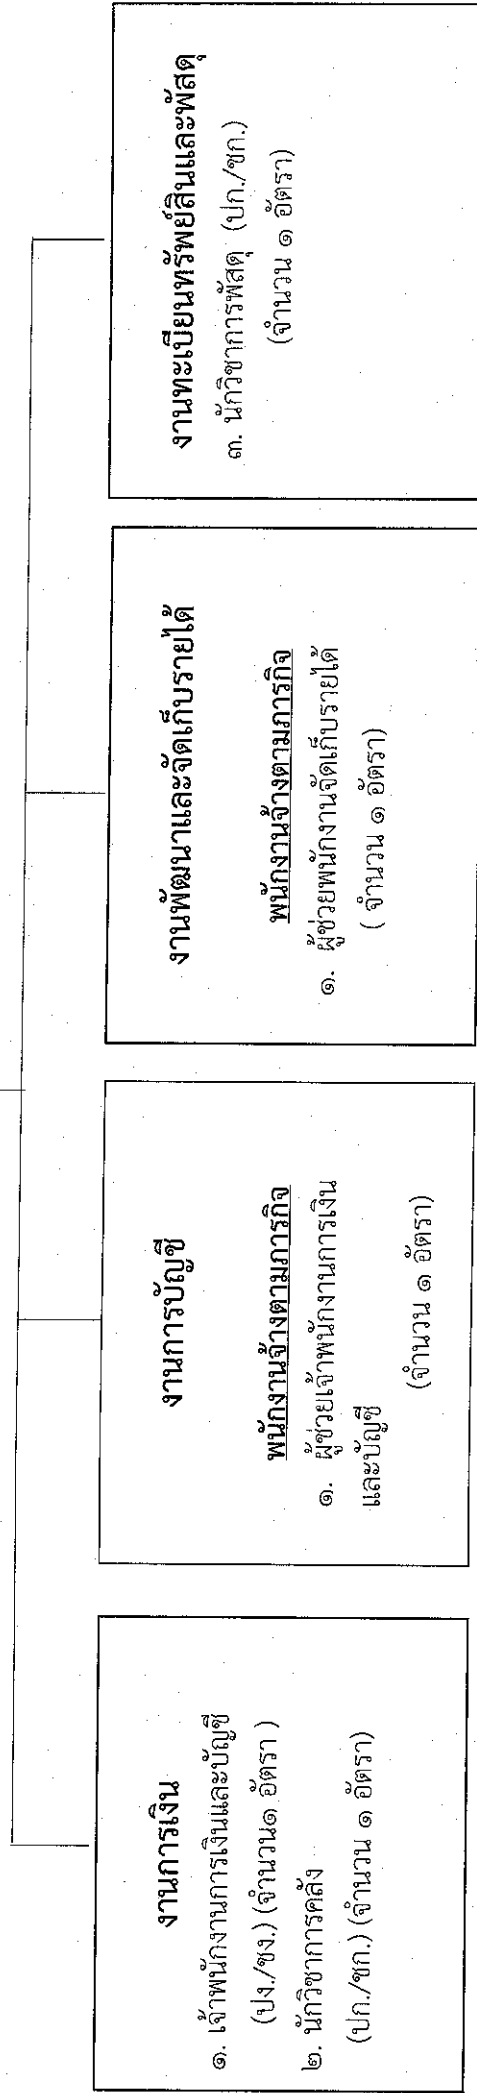 งานการเงิน
๑. เจ้าพนักงานการเงินและบัญชี
(ปง./ชง.) (จำนวน๑ อัตรา )
๒. นักวิชาการคลัง
(ปก./ชก.) (จำนวน ๑ อัตรา)
งานการบัญชี
พนักงานจ้างตามภารกิจ
๑. ผู้ช่วยเจ้าพนักงานการเงิน
และบัญชี
(จำนวน ๑ อัตรา)
งานพัฒนาและจัดเก็บรายได้
พนักงานจ้างตามภารกิจ
๑. ผู้ช่วยพนักงานจัดเก็บรายได้
( จำนวน ๑ อัตรา)
งานทะเบียนทรัพย์สินและพัสดุ
๓. นักวิชาการพัสดุ (ปก./ชก.)
(จำนวน ๑ อัตรา)